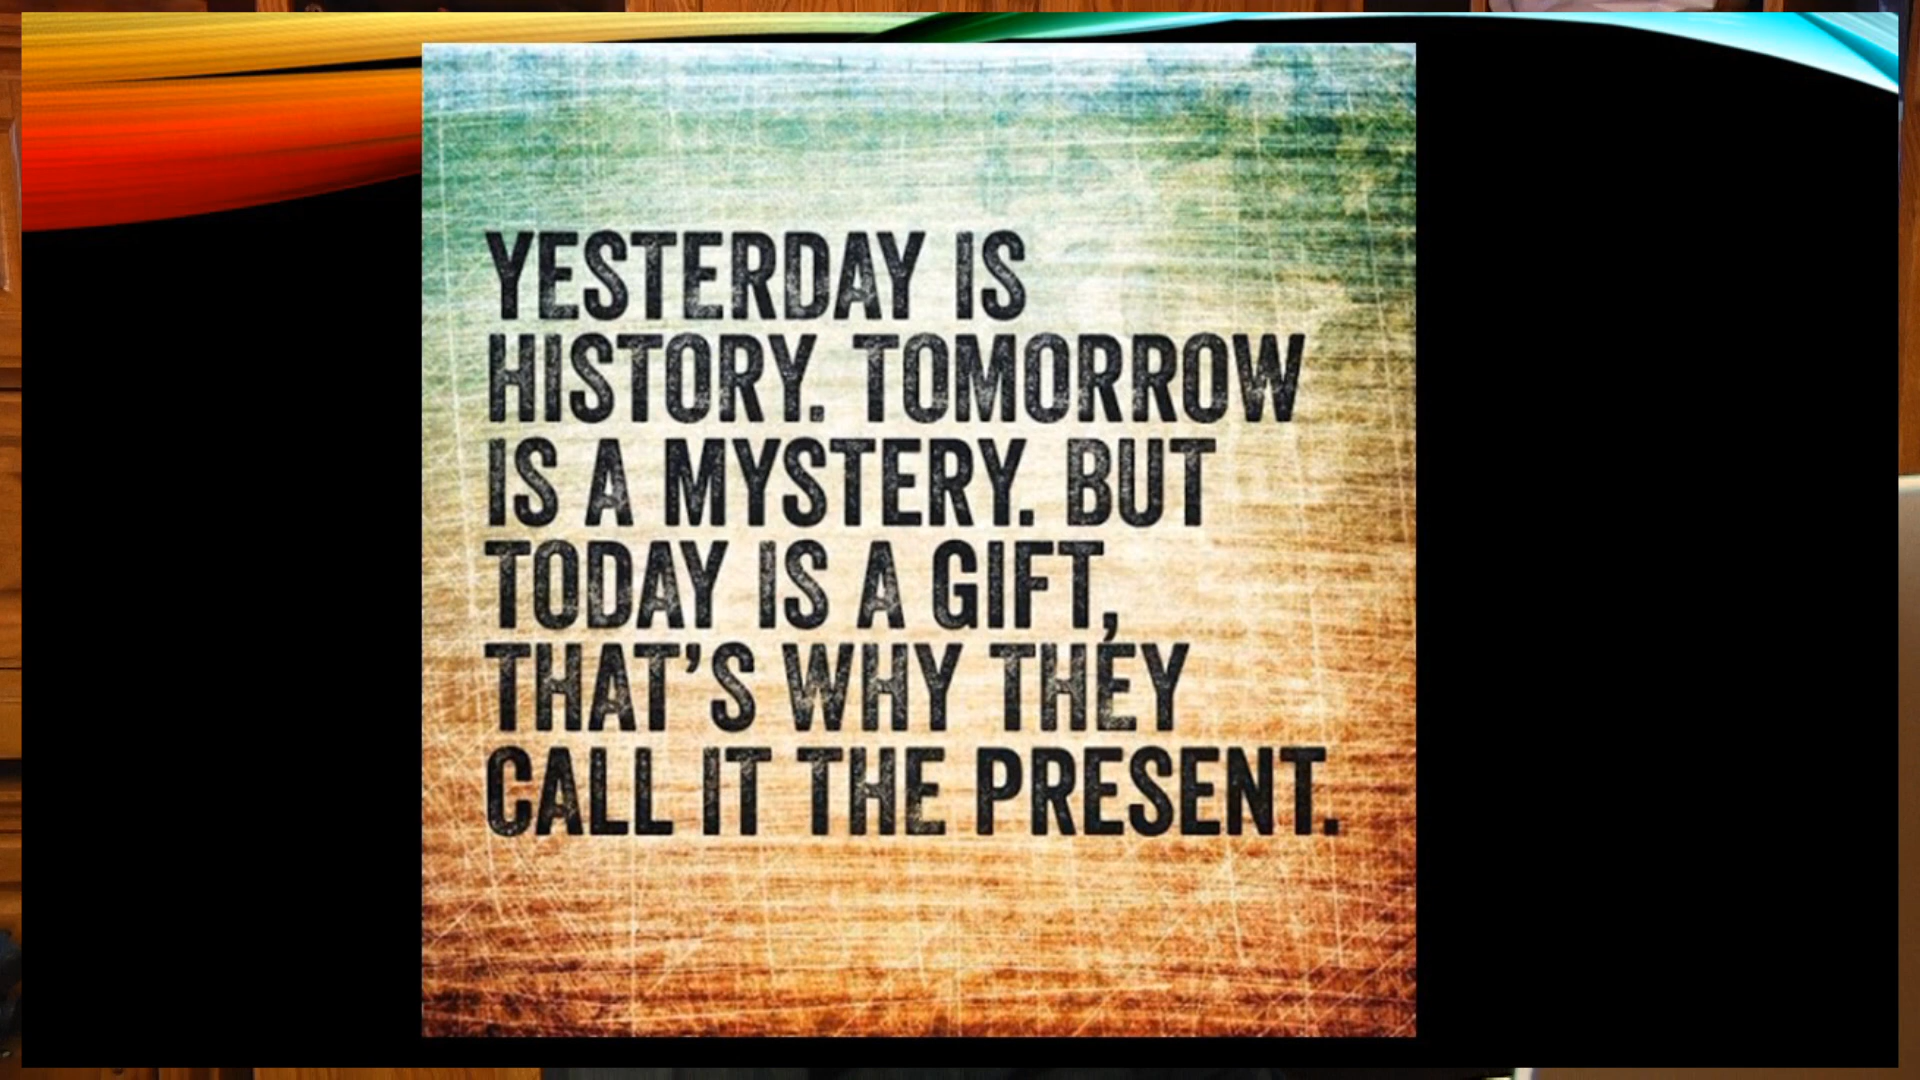 YESTERDAY IS
HISTORY. TOMORROW
IS A MYSTERY. BUT
TODAY IS A GIFT,
THAT'S WHY THEY
CALL IT THE PRESENT.